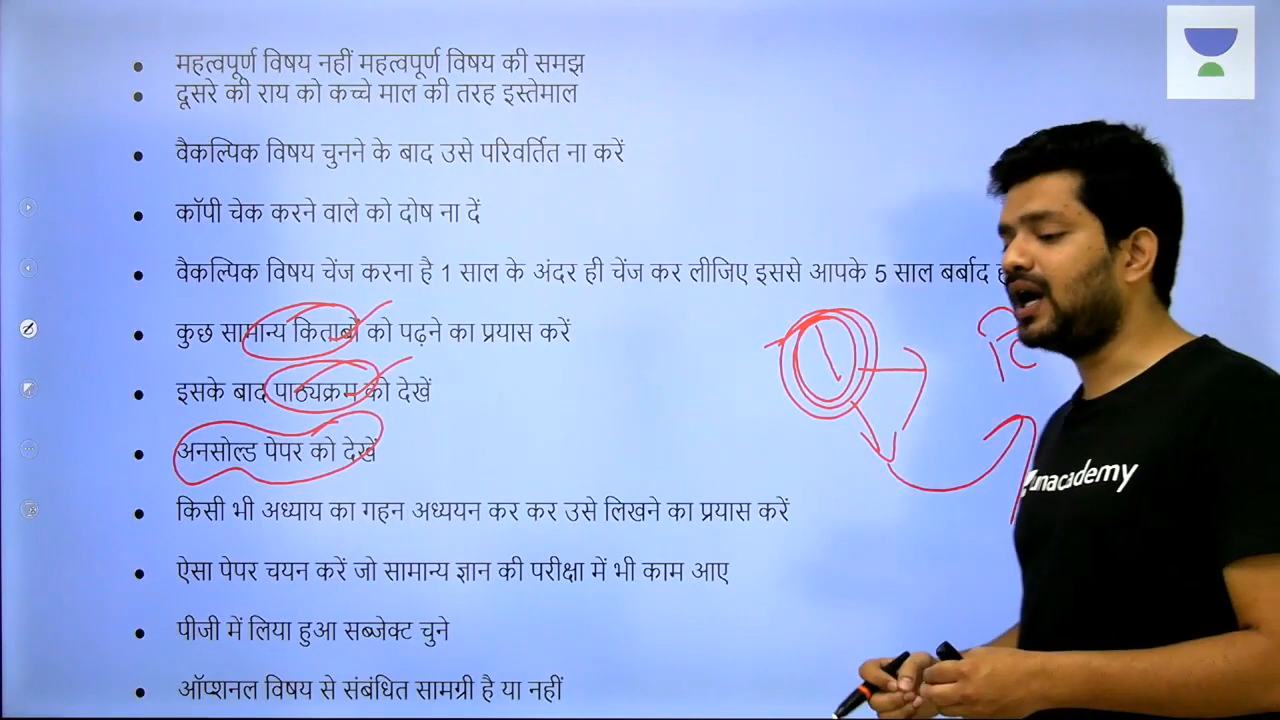 महत्वपूर्ण विषय नहीं महत्वपूर्ण विषय की समझ
दूसरे की राय को कच्चे माल की तरह इस्तेमाल
वैकल्पिक विषय चुनने के बाद उसे परिवर्तित ना करें
कॉपी चेक करने वाले को दोष ना दें
वैकल्पिक विषय चेंज करना है 1 साल के अंदर ही चेंज कर लीजिए इससे आपके 5 साल बर्बाद
कुछ सामान्य किताबों को पढ़ने का प्रयास करें
इसके बाद पाठ्यक्रम को देखें
अनसोल्ड पेपर को देखें
किसी भी अध्याय का गहन अध्ययन कर कर उसे लिखने का प्रयास करें
ऐसा पेपर चयन करें जो सामान्य ज्ञान की परीक्षा में भी काम आए
पीजी में लिया हुआ सब्जेक्ट चुने
ऑप्शनल विषय से संबंधित सामग्री है या नहीं
unacademy